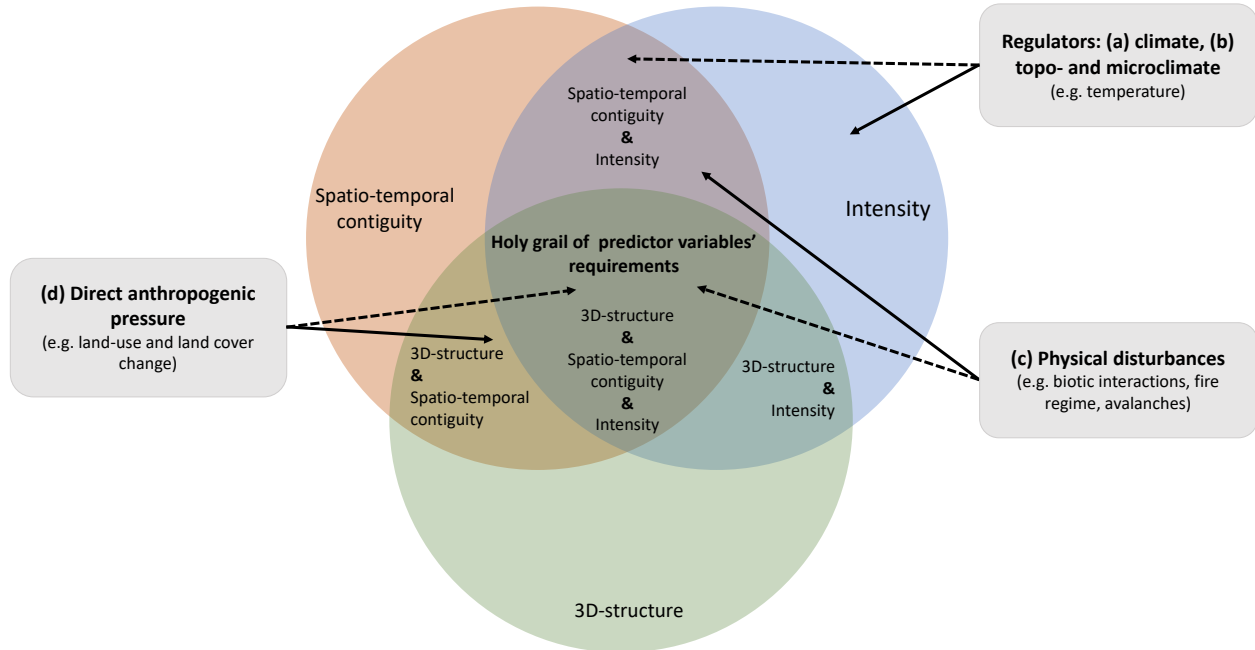 Regulators: (a) climate, (b)
topo- and microclimate
(e.g. temperature)
Spatio-temporal
contiguity
&
Intensity
Spatio-temporal
contiguity
Intensity
Holy grail of predictor variables'
requirements
(d) Direct anthropogenic
pressure
(e.g. land-use and land cover
change)
3D-structure
&
Spatio-temporal
contiguity
3D-structure
&
Spatio-temporal
contiguity
&
Intensity
3D-structure
&
Intensity
(c) Physical disturbances
(e.g. biotic interactions, fire
regime, avalanches)
3D-structure